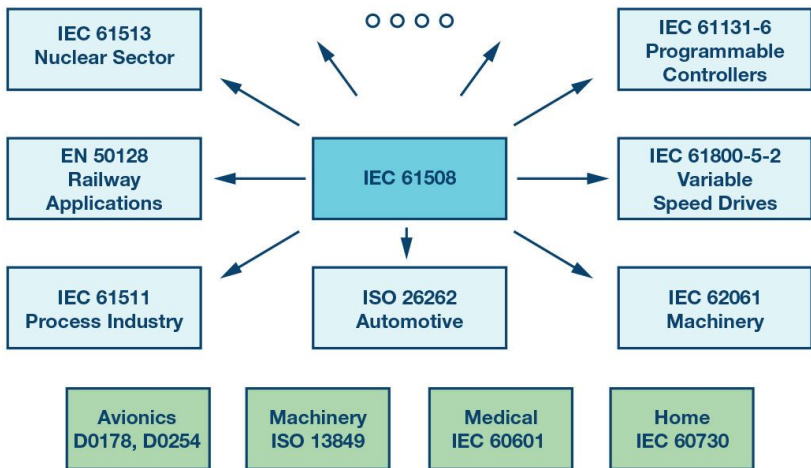 IEC 61513
Nuclear Sector
IEC 61131-6
Programmable
Controllers
EN 50128
Railway
Applications
IEC 61508
IEC 61800-5-2
Variable
Speed Drives
IEC 61511
Process Industry
ISO 26262
Automotive
IEC 62061
Machinery
Avionics
D0178, D0254
Machinery
ISO 13849
Medical
IEC 60601
Home
IEC 60730